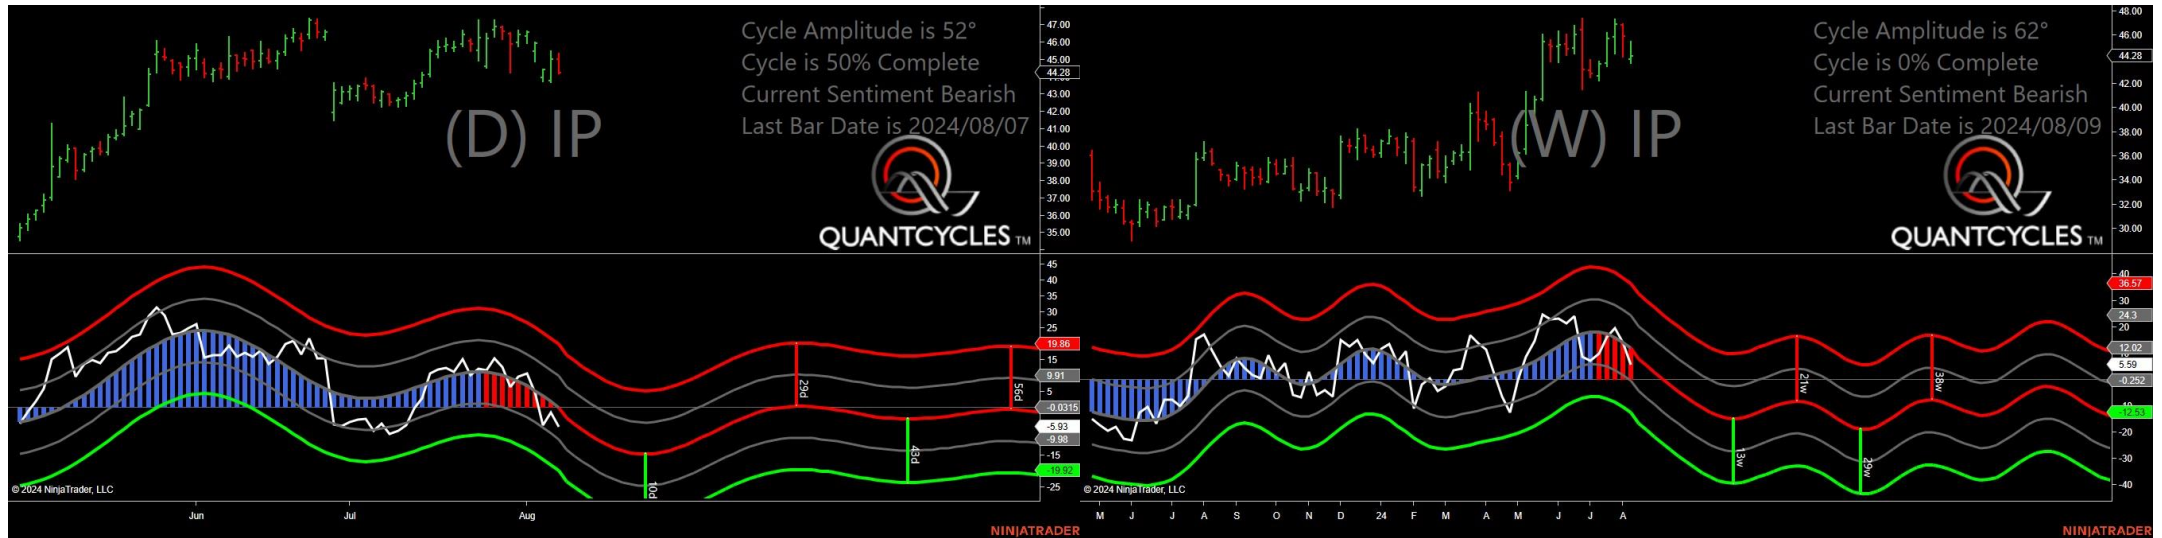 Cycle Amplitude is 52°
Cycle is 50% Complete
Current Sentiment Bearish
Last Bar Date is 2024/08/07
(D) IP
QUANTCYCLES TM
47.00
46.00
45.00
44.28
43.00
42.00
41.00
40.00
39.00
38.00
37.00
36.00
35.00
45
40
35
30
25
19.86
15
9.91
5
-0.0315
-5.93
-9.98
-15
-19.92
-25
10d
29d
43d
56d
© 2024 NinjaTrader, LLC
Jun
Jul
Aug
NINJATRADER
Cycle Amplitude is 62°
Cycle is 0% Complete
Current Sentiment Bearish
Last Bar Date is 2024/08/09
(W) IP
QUANTCYCLES TM
48.00
46.00
44.28
42.00
40.00
38.00
36.00
34.00
32.00
30.00
40
36.57
30
24.3
20
12.02
5.59
-0.252
-12.53
-20
-30
-40
13w
21w
29w
38w
© 2024 NinjaTrader, LLC
M
J
J
A
S
O
N
D
24
F
M
A
M
J
J
A
NINJATRADER